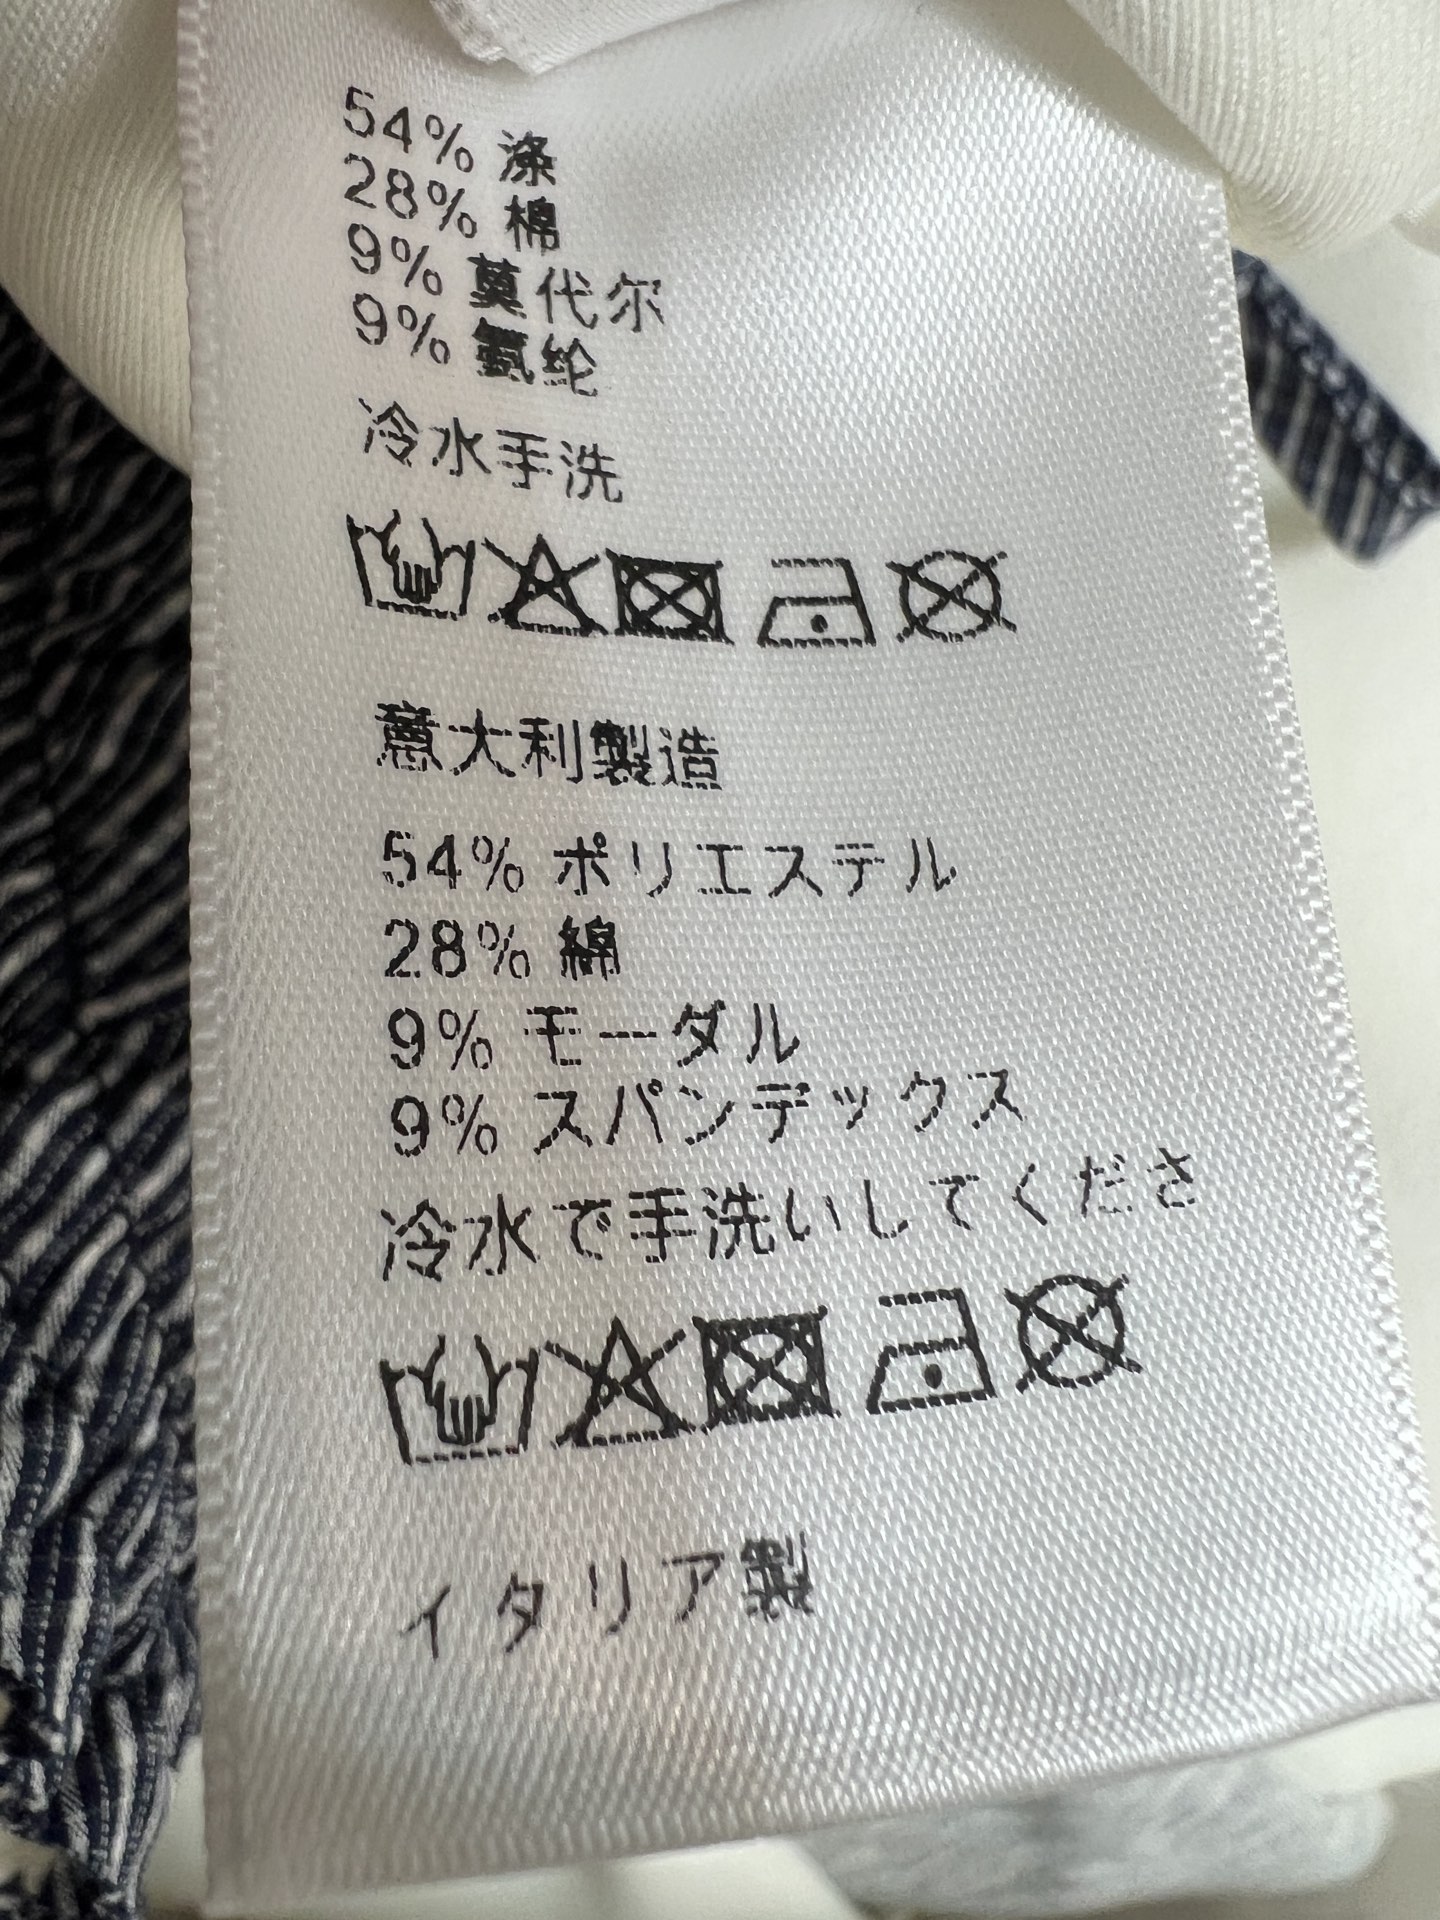 54% 涤
28% 棉
9% 莫代尔
9% 氨纶
冷水手洗
意大利製造
54% ポリエステル
28% 綿
9% モーダル
9% スパンデックス
冷水で手洗いしてくださ
イタリア製